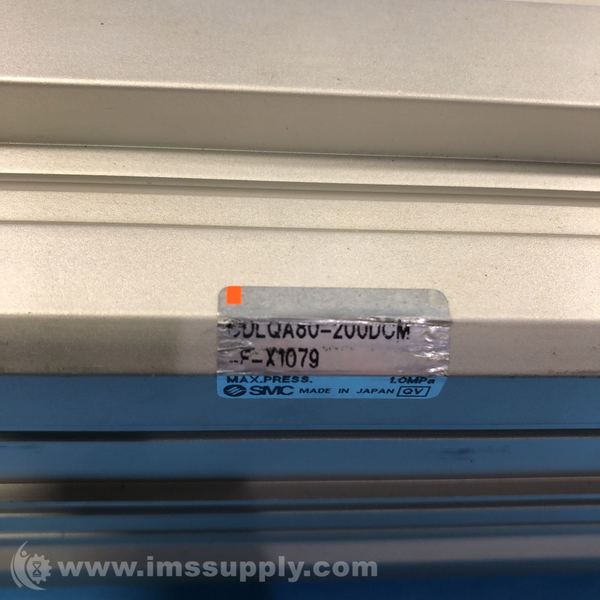 CDLQA80-200DCM
-F-X1079
MAX.PRESS. 1.0MPa
SMC MADE IN JAPAN QV
www.imssupply.com